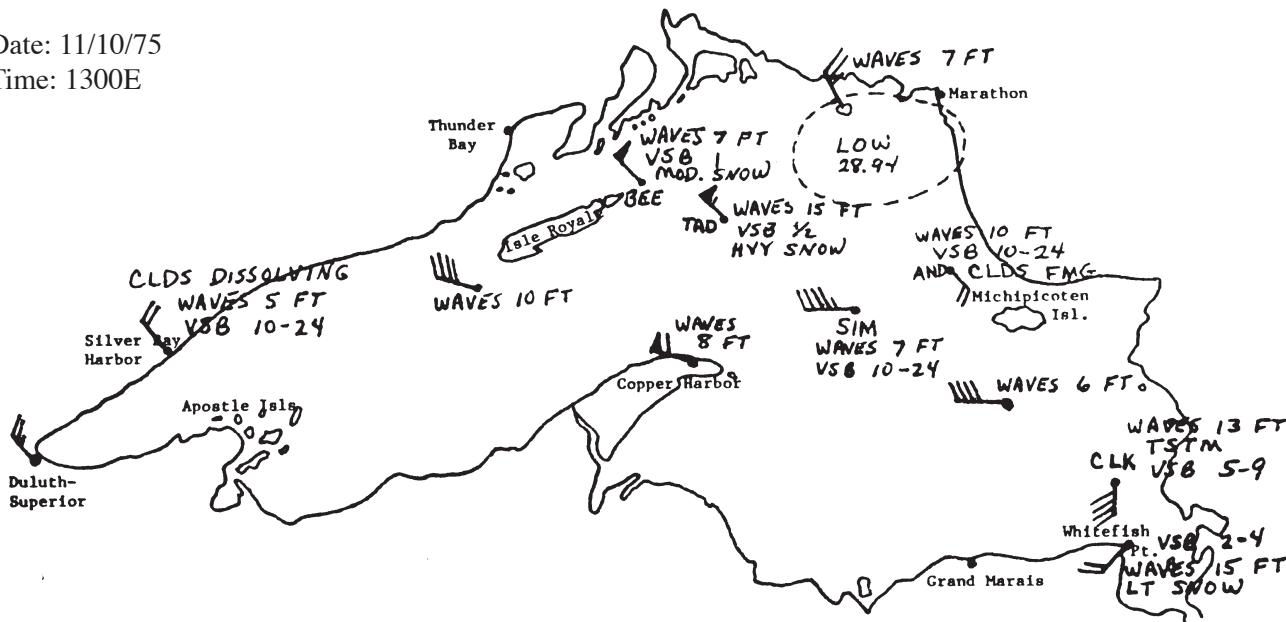 Date: 11/10/75
Time: 1300E
WAVES 7 FT
Marathon
Thunder
Bay
LOW
28.94
WAVES 7 FT
VSB 1
MOD. SNOW
BEE
Isle Royal
TAD
WAVES 15 FT
VSB 1/2
HVY SNOW
WAVES 10 FT
VSB 10-24
AND CLDS FMG
Michipicoten
Isl.
CLDS DISSOLVING
WAVES 5 FT
VSB 10-24
Silver Bay
Harbor
WAVES 10 FT
WAVES
8 FT
Copper Harbor
SIM
WAVES 7 FT
VSB 10-24
WAVES 6 FT
Apostle Isls
Duluth-
Superior
WAVES 13 FT
TSTM
CLK VSB 5-9
Whitefish
Pt. VSB 2-4
WAVES 15 FT
LT SNOW
Grand Marais